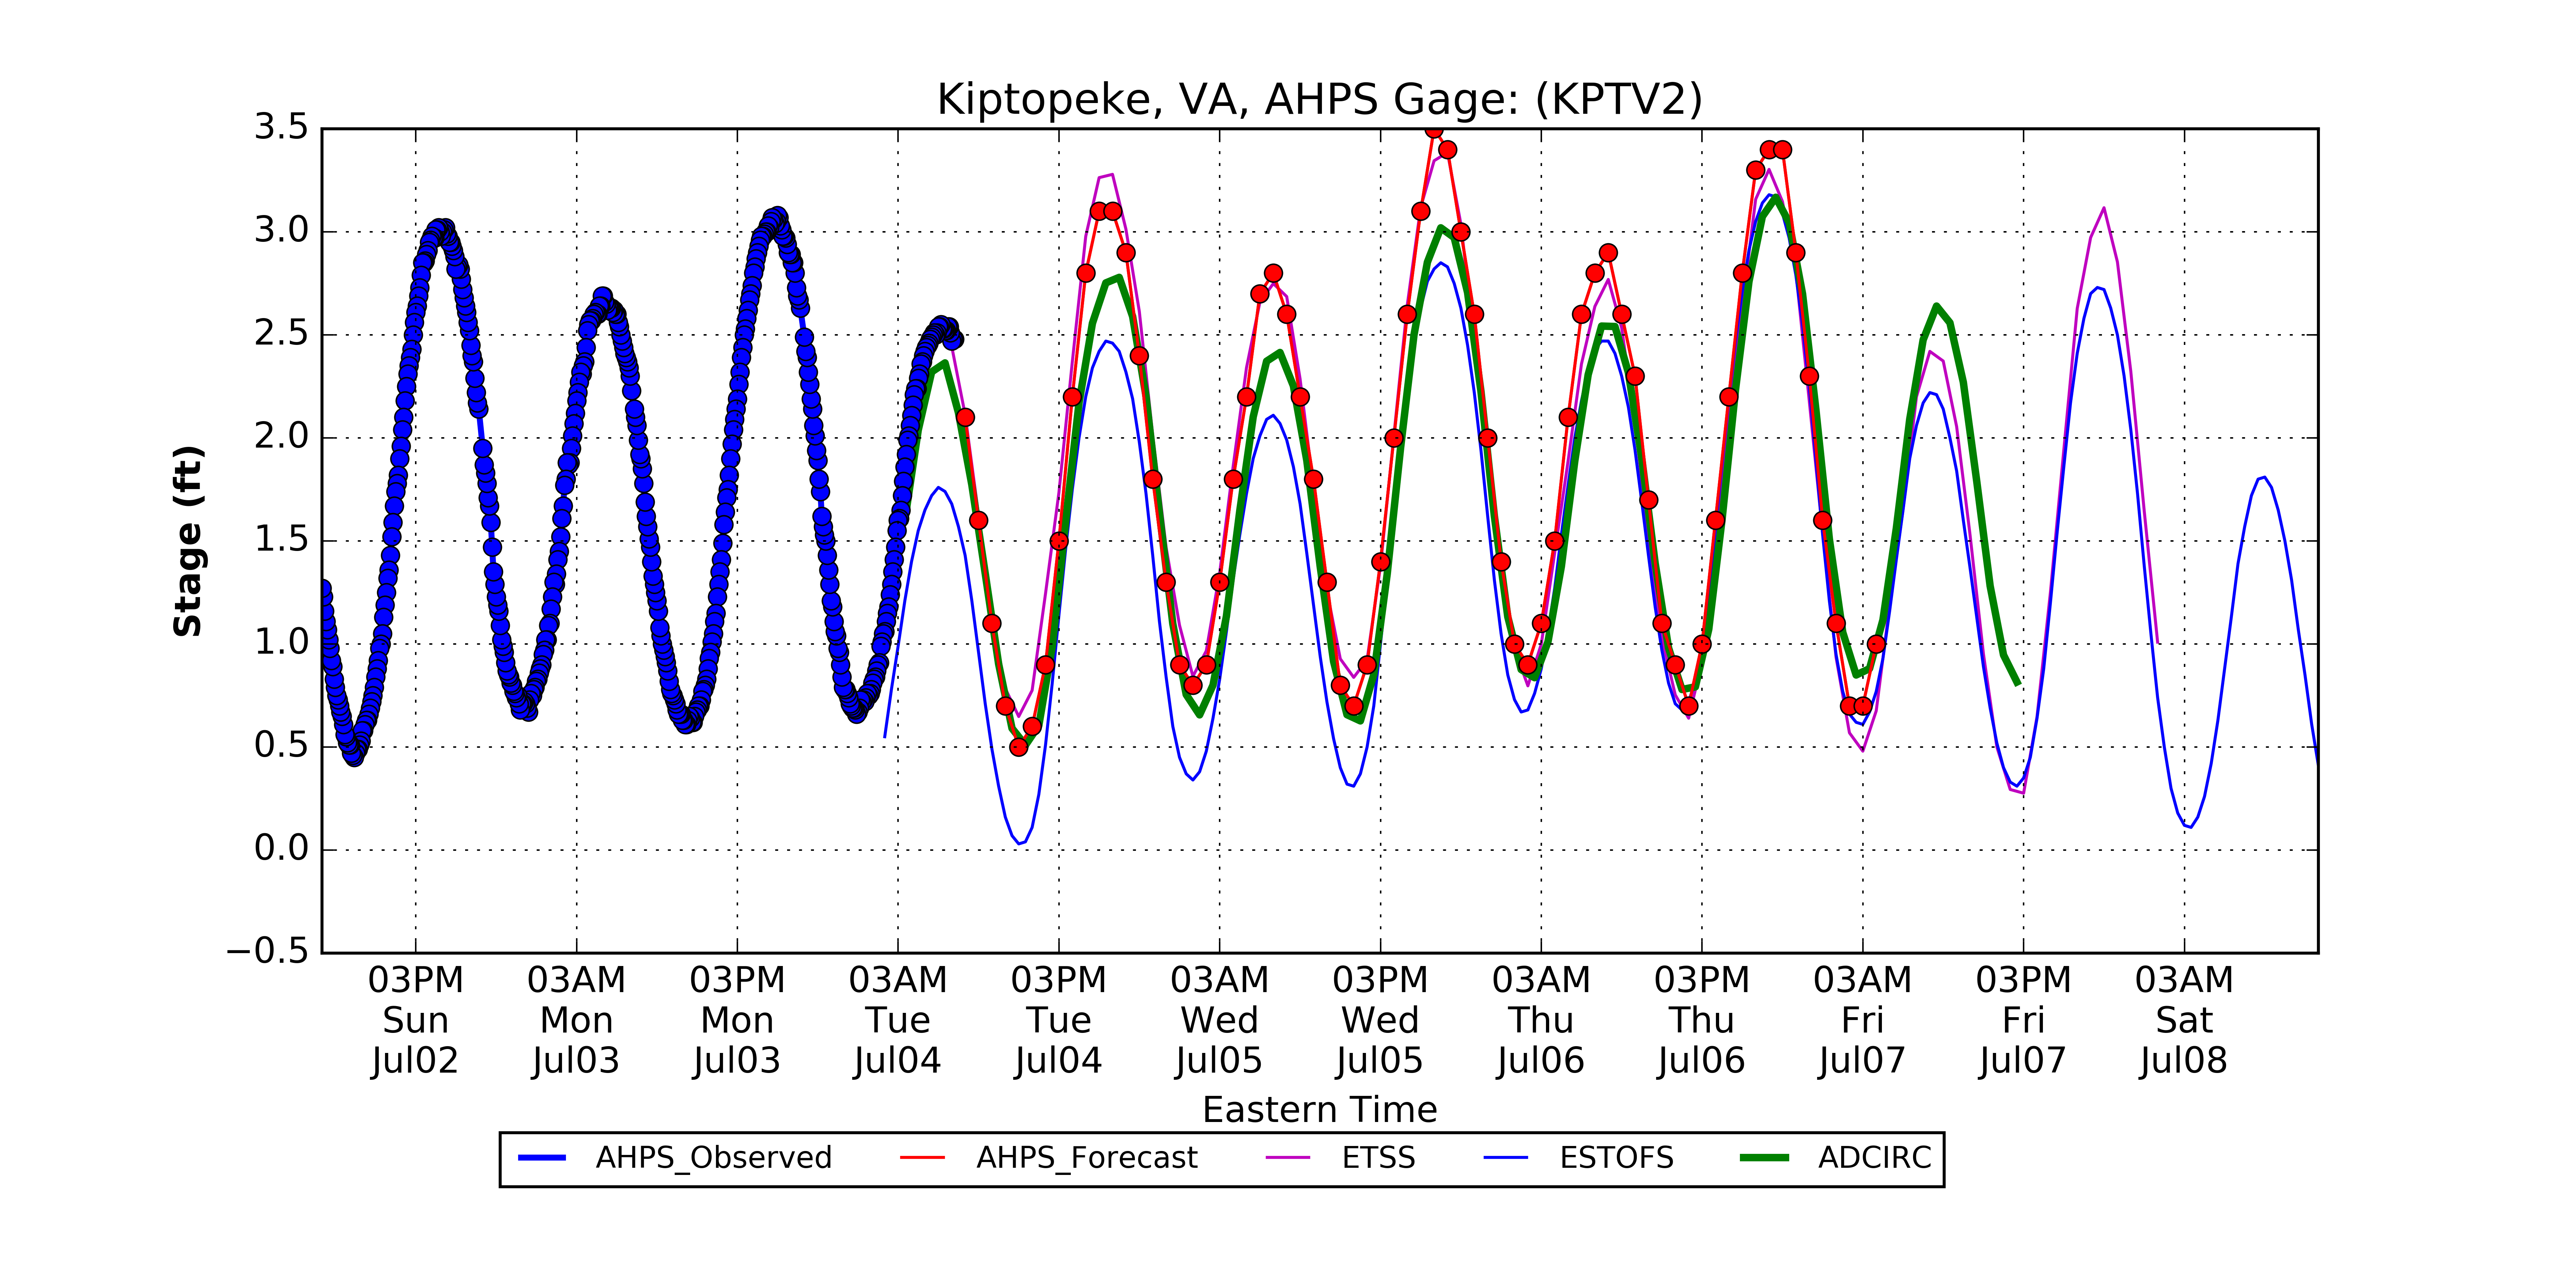 Kiptopeke, VA, AHPS Gage: (KPTV2)
3.5
3.0
2.5
2.0
1.5
1.0
0.5
0.0
−0.5
Stage (ft)
03PM 03AM 03PM 03AM 03PM 03AM 03PM 03AM 03PM 03AM 03PM 03AM
Sun Mon Mon Tue Tue Wed Wed Thu Thu Fri Fri Sat
Jul02 Jul03 Jul03 Jul04 Jul04 Jul05 Jul05 Jul06 Jul06 Jul07 Jul07 Jul08
Eastern Time
AHPS_Observed AHPS_Forecast ETSS ESTOFS ADCIRC